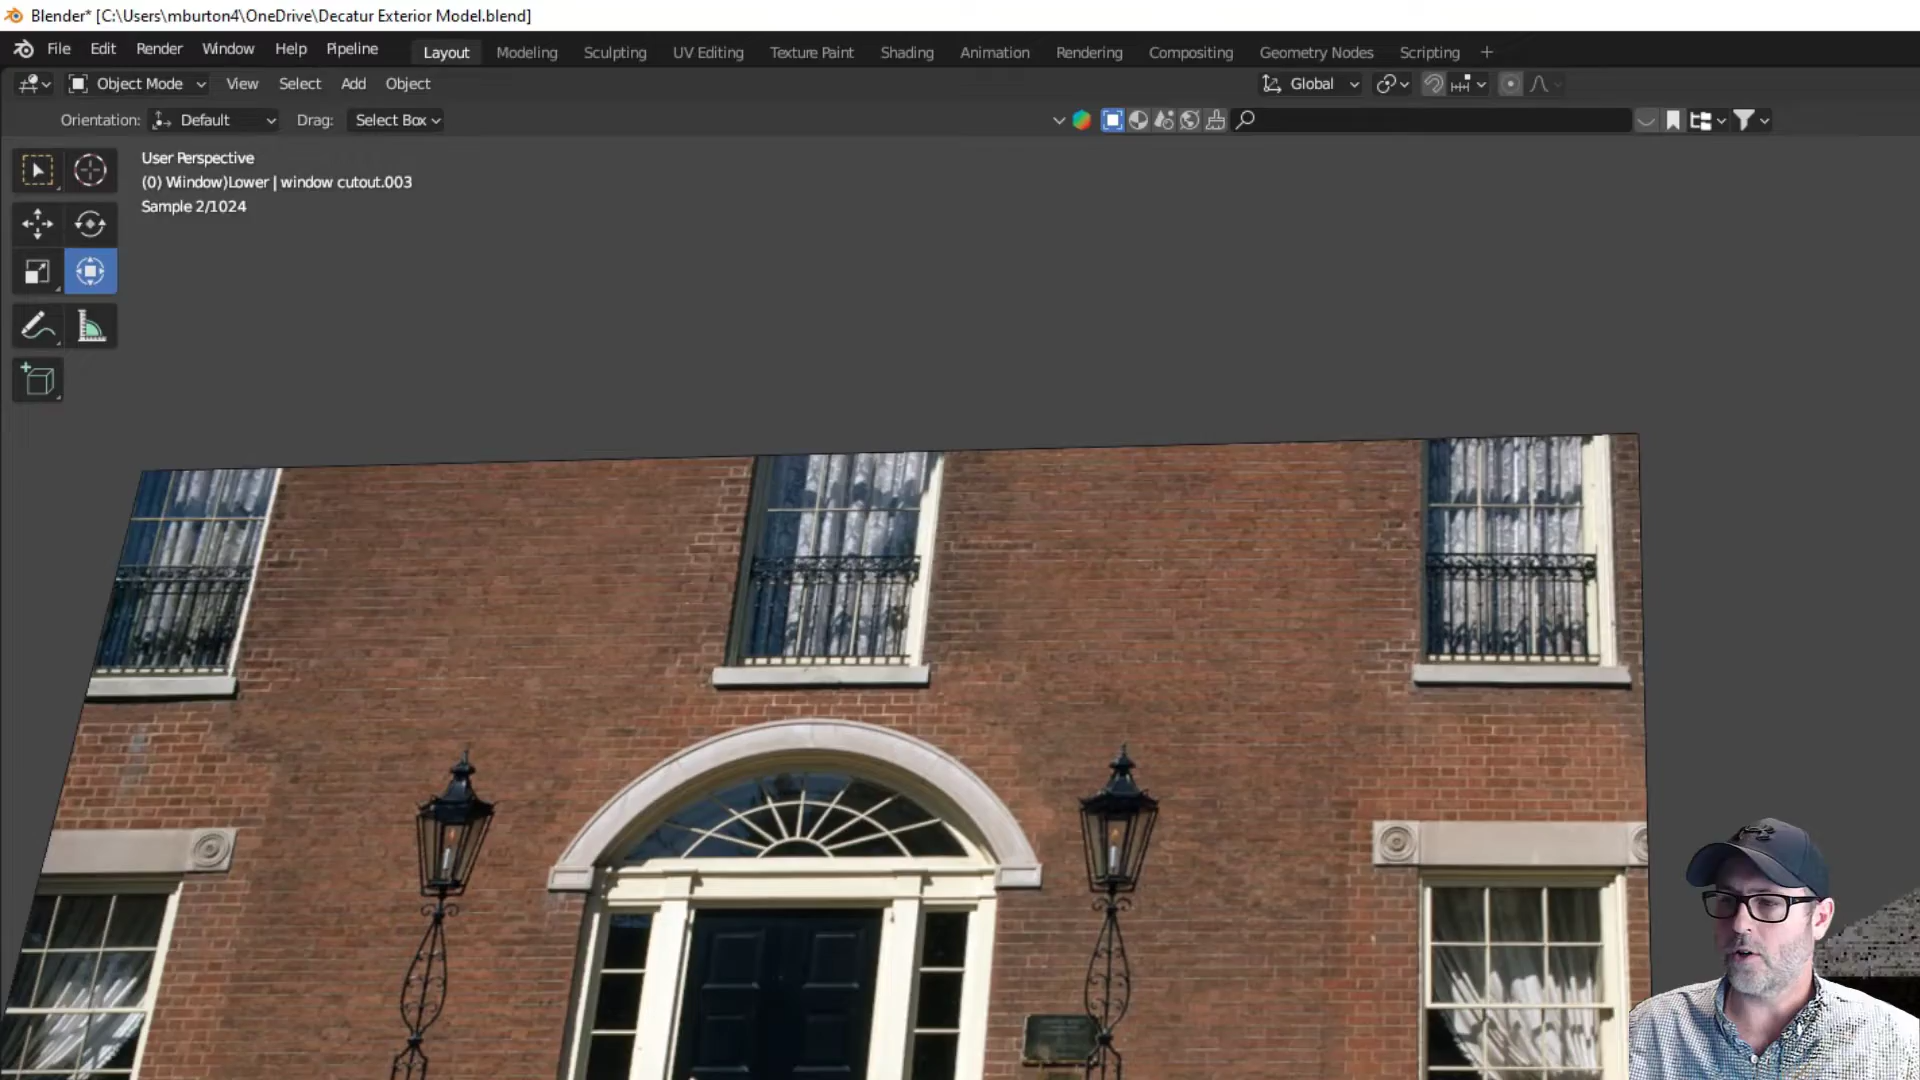 Blender* [C:\Users\mburton4\OneDrive\Decatur Exterior Model.blend]
File Edit Render Window Help Pipeline Layout Modeling Sculpting UV Editing Texture Paint Shading Animation Rendering Compositing Geometry Nodes Scripting +
Object Mode View Select Add Object Global
Orientation: Default Drag: Select Box
User Perspective
(0) Wiindow)Lower | window cutout.003
Sample 2/1024